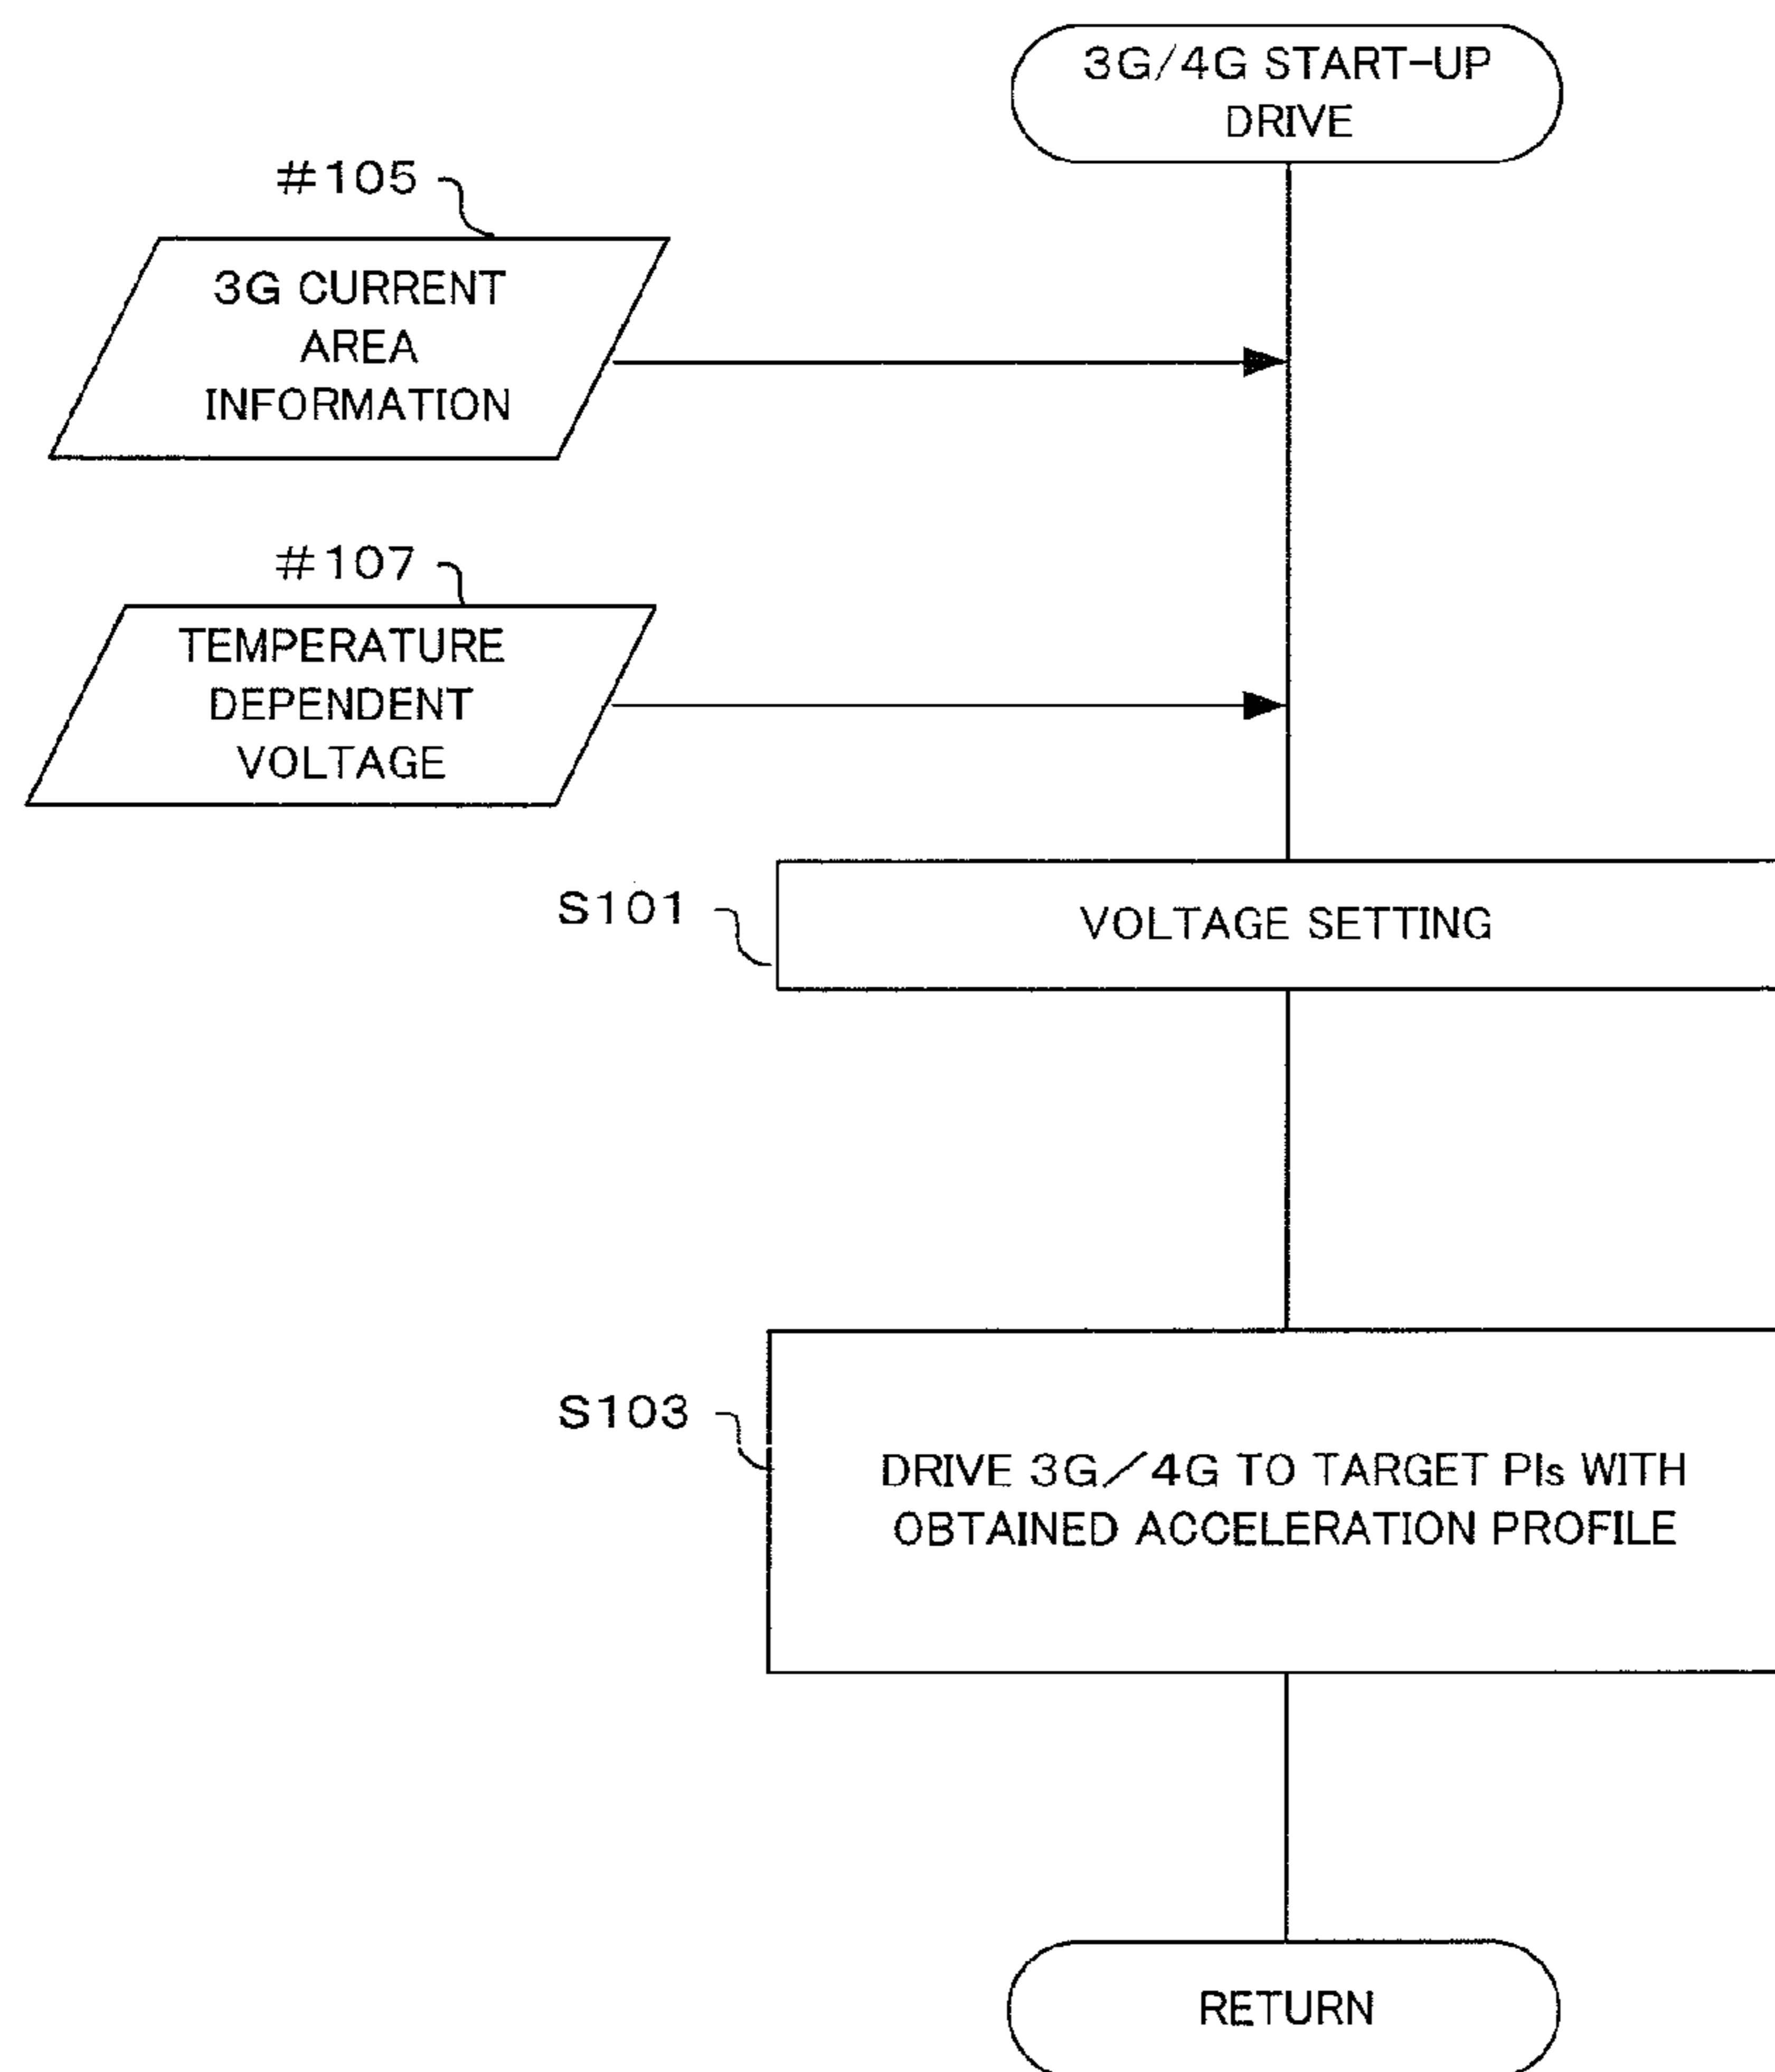 3G/4G START-UP
DRIVE
#105
3G CURRENT
AREA
INFORMATION
#107
TEMPERATURE
DEPENDENT
VOLTAGE
S101
VOLTAGE SETTING
S103
DRIVE 3G/4G TO TARGET PIs WITH
OBTAINED ACCELERATION PROFILE
RETURN